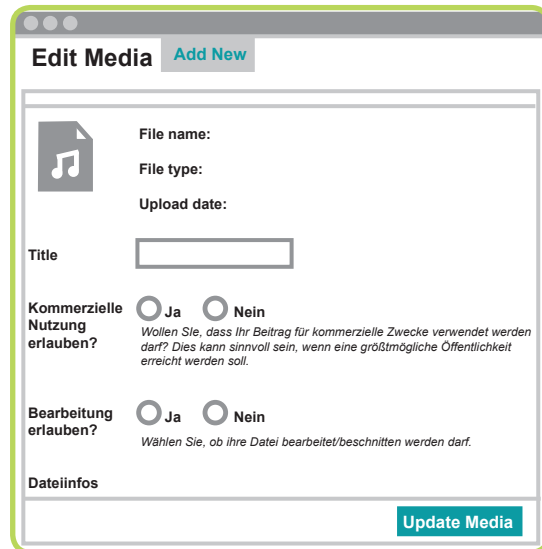 Edit Media Add New
File name:
File type:
Upload date:
Title
Kommerzielle
Nutzung
erlauben?
Ja Nein
Wollen SIe, dass Ihr Beitrag für kommerzielle Zwecke verwendet werden
darf? Dies kann sinnvoll sein, wenn eine größtmögliche Öffentlichkeit
erreicht werden soll.
Bearbeitung
erlauben?
Ja Nein
Wählen Sie, ob ihre Datei bearbeitet/beschnitten werden darf.
Dateiinfos
Update Media